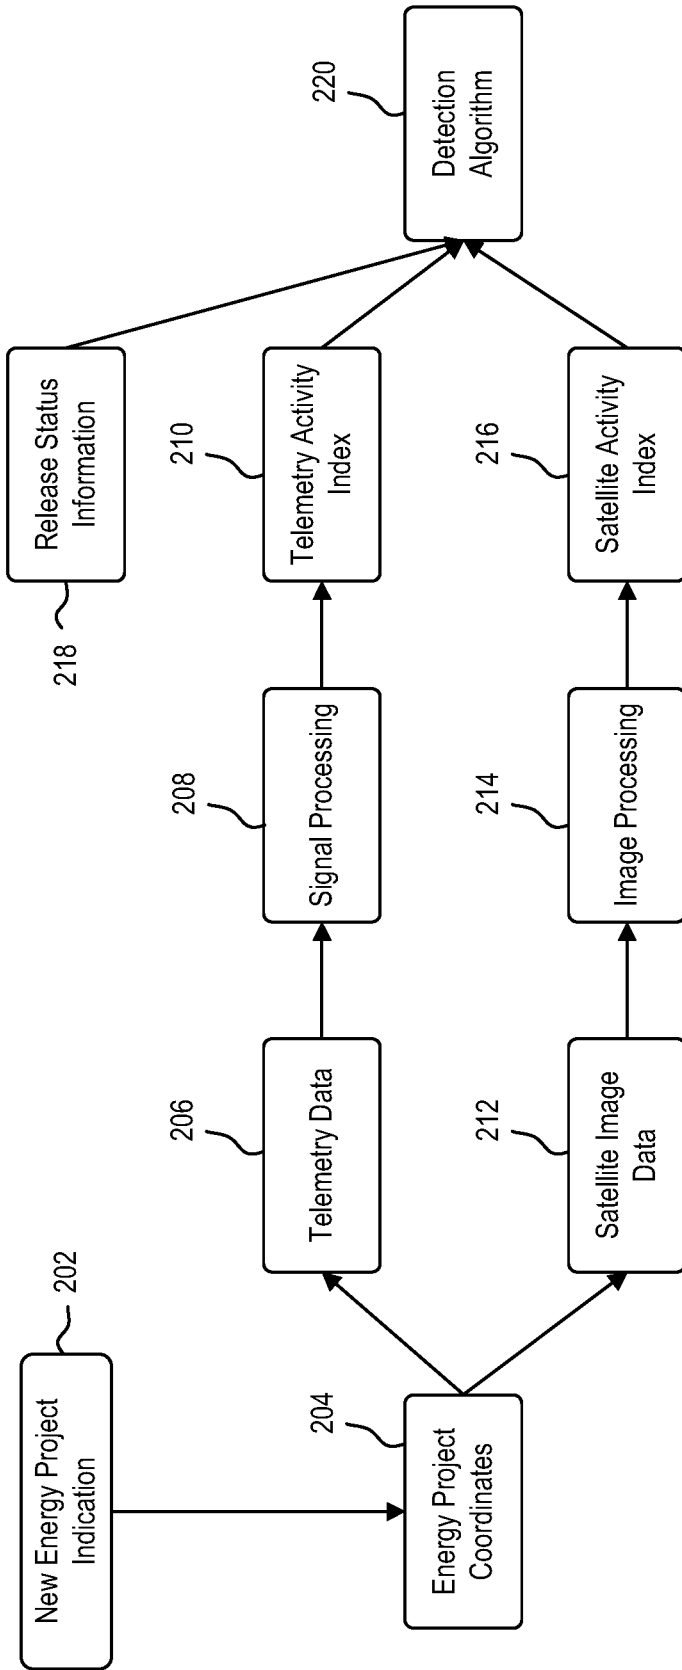 New Energy Project
Indication
202
Energy Project
Coordinates
204
Telemetry Data
206
Signal Processing
208
Telemetry Activity
Index
210
Satellite Image
Data
212
Image Processing
214
Satellite Activity
Index
216
Release Status
Information
218
Detection
Algorithm
220